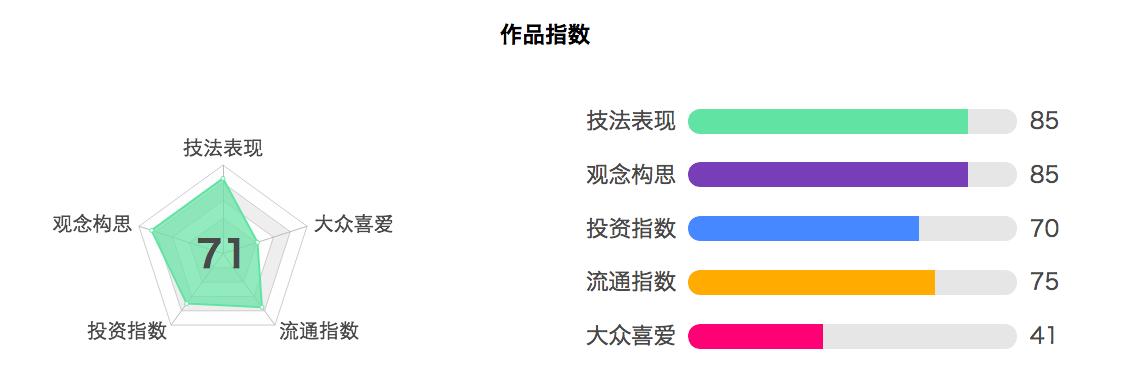 作品指数
技法表现
观念构思
大众喜爱
71
投资指数
流通指数
技法表现 85
观念构思 85
投资指数 70
流通指数 75
大众喜爱 41